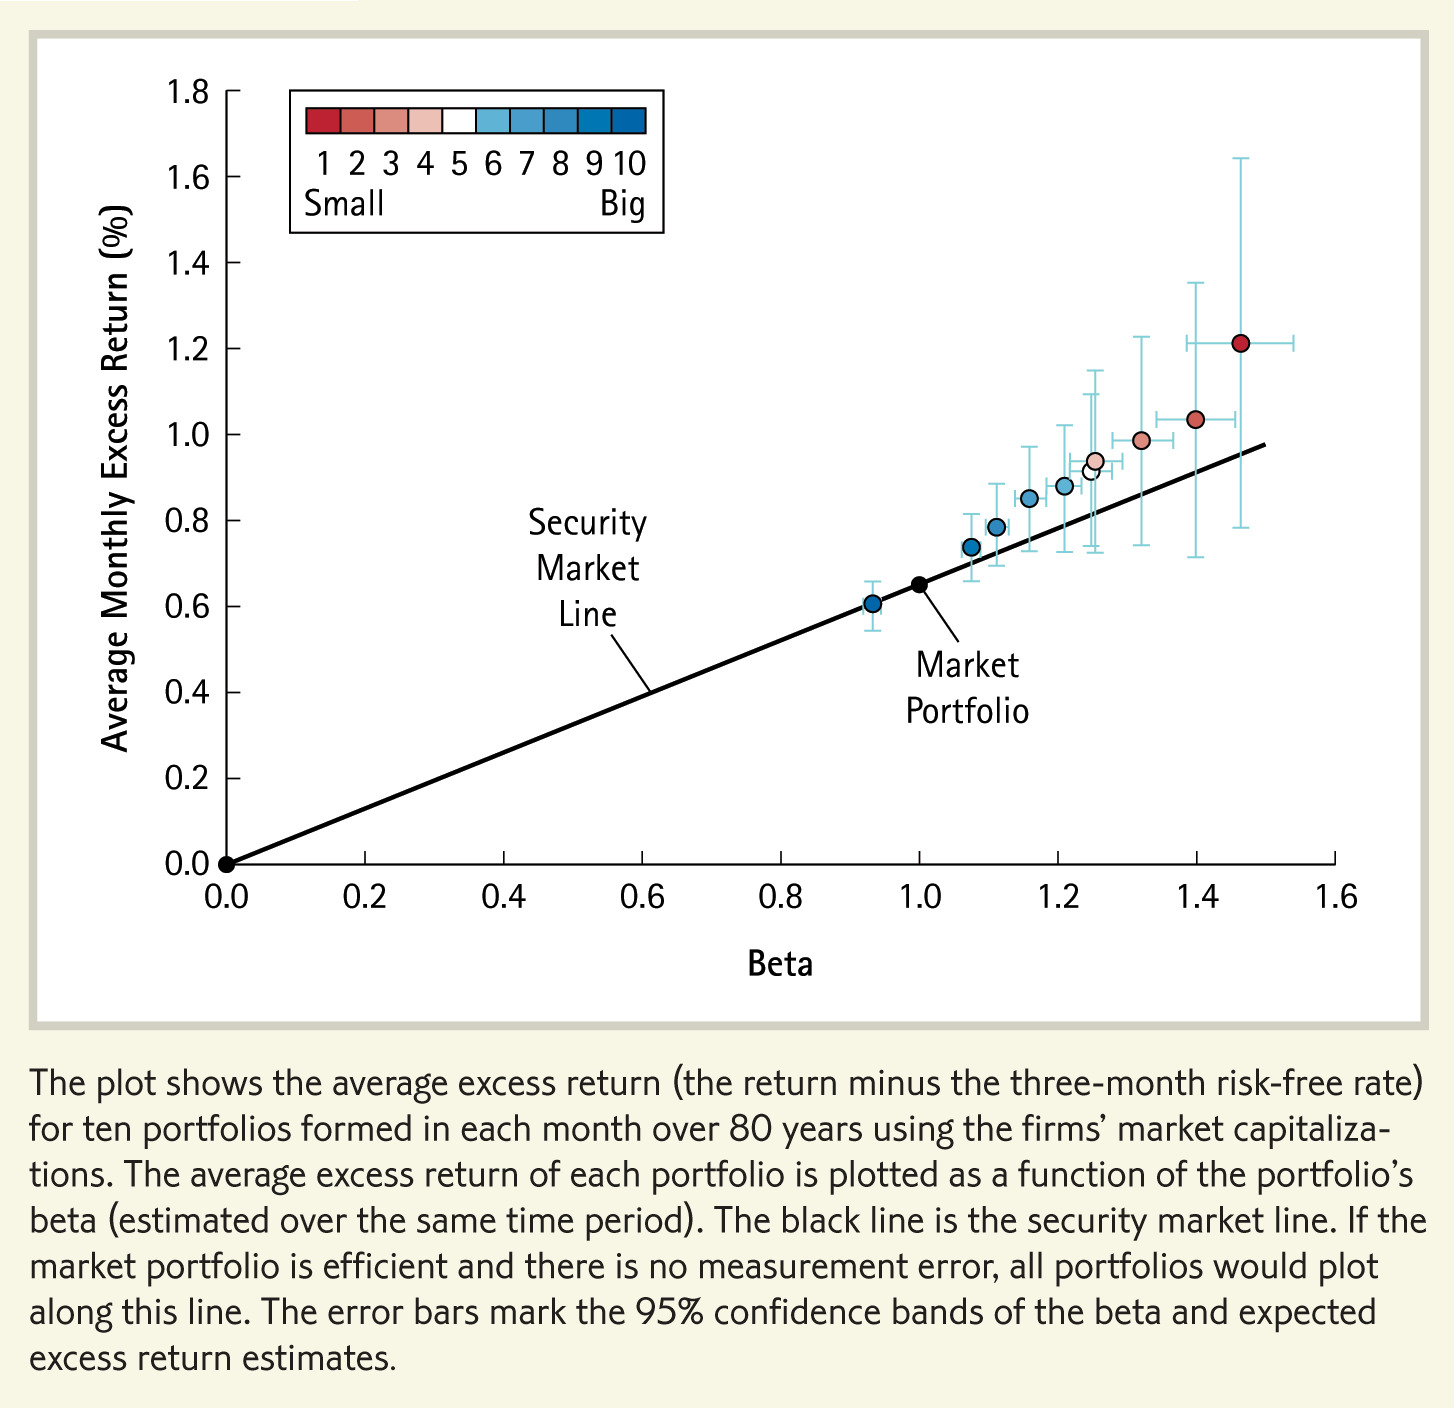 1.8
1.6
1.4
1.2
1.0
0.8
0.6
0.4
0.2
0.0
Average Monthly Excess Return (%)
1 2 3 4 5 6 7 8 9 10
Small Big
Security
Market
Line
Market
Portfolio
0.0 0.2 0.4 0.6 0.8 1.0 1.2 1.4 1.6
Beta
The plot shows the average excess return (the return minus the three-month risk-free rate)
for ten portfolios formed in each month over 80 years using the firms’ market capitaliza-
tions. The average excess return of each portfolio is plotted as a function of the portfolio’s
beta (estimated over the same time period). The black line is the security market line. If the
market portfolio is efficient and there is no measurement error, all portfolios would plot
along this line. The error bars mark the 95% confidence bands of the beta and expected
excess return estimates.